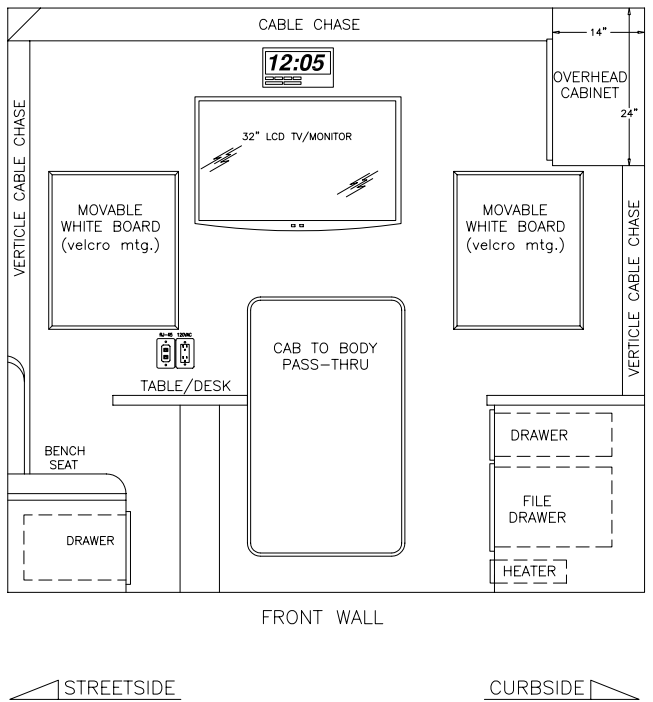 CABLE CHASE
14"
12:05
OVERHEAD
CABINET
24"
32" LCD TV/MONITOR
VERTICLE CABLE CHASE
MOVABLE
WHITE BOARD
(velcro mtg.)
MOVABLE
WHITE BOARD
(velcro mtg.)
VERTICLE CABLE CHASE
RJ-45 120VAC
CAB TO BODY
PASS-THRU
TABLE/DESK
DRAWER
BENCH
SEAT
FILE
DRAWER
DRAWER
HEATER
FRONT WALL
STREETSIDE
CURBSIDE